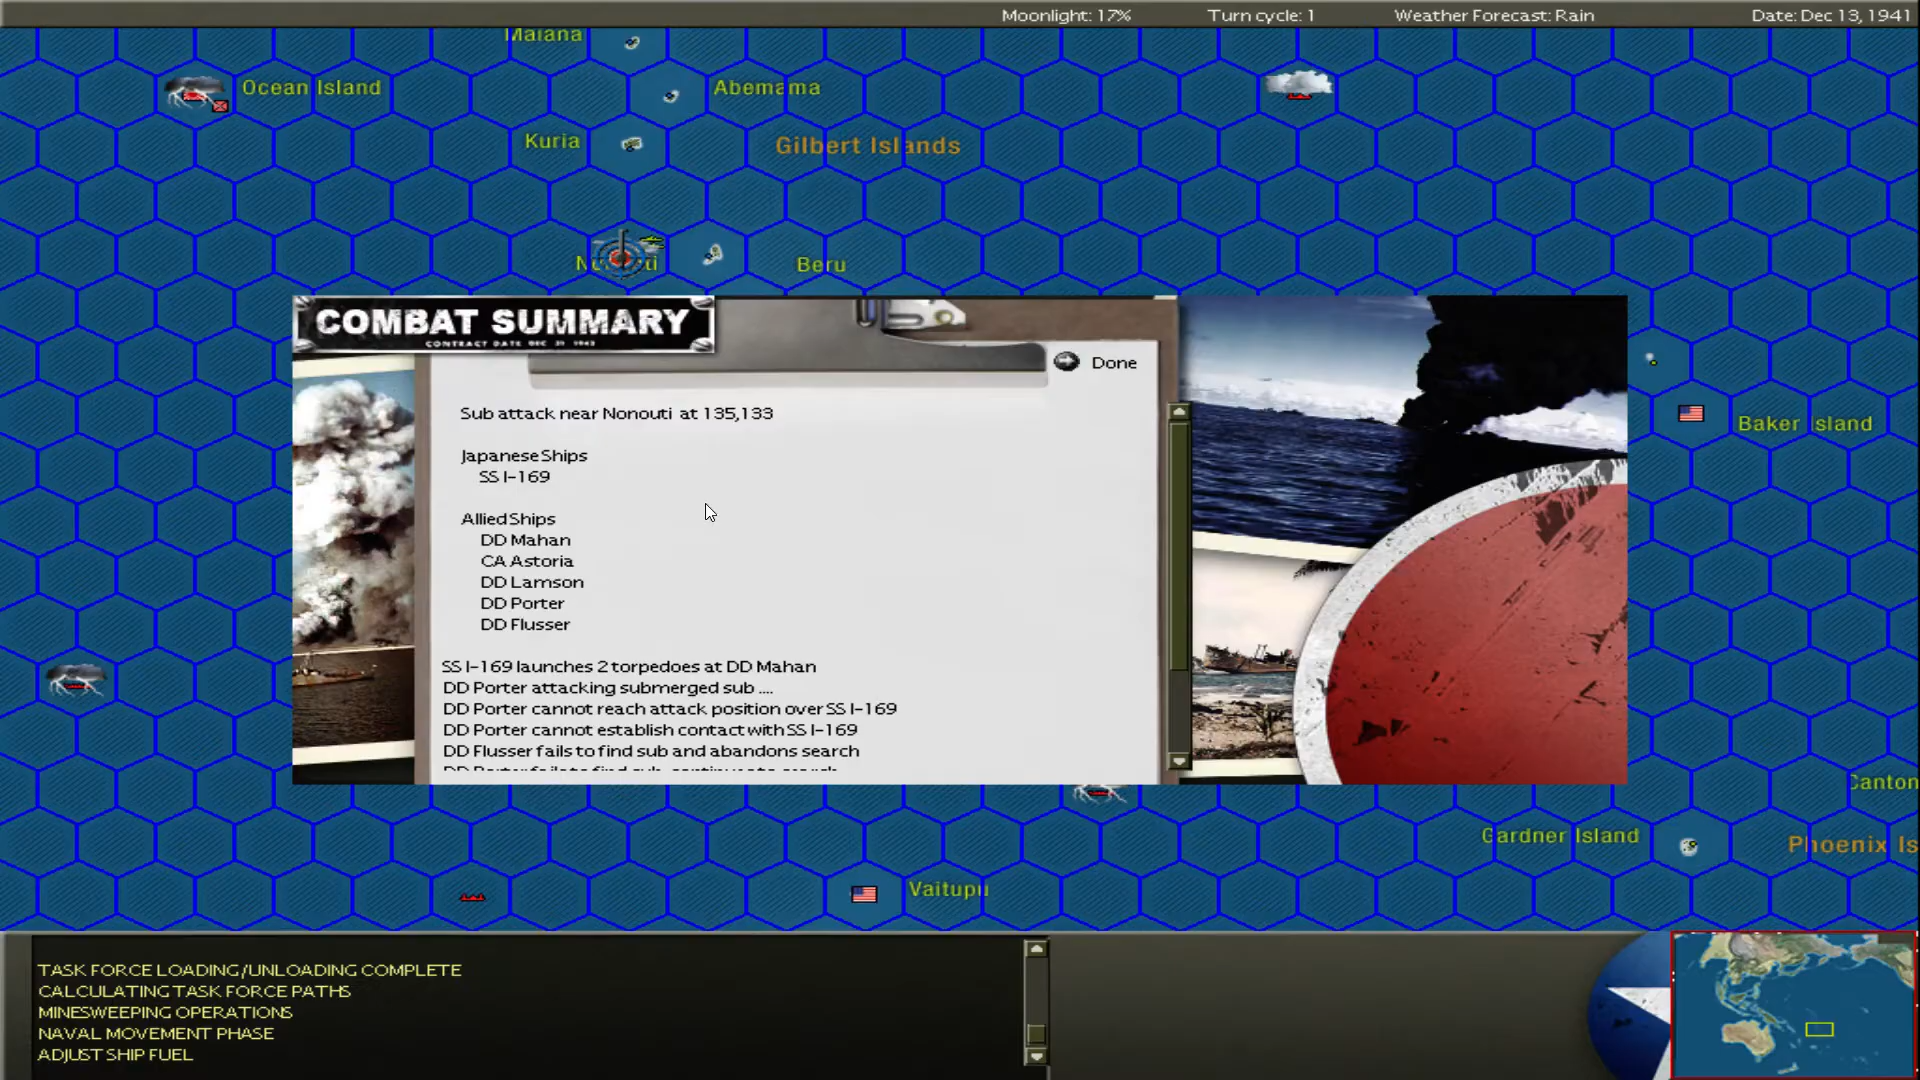 Moonlight: 17%
Turn cycle: 1
Weather Forecast: Rain
Date: Dec 13, 1941
Maiana
Ocean Island
Abemama
Kuria
Gilbert Islands
Beru
COMBAT SUMMARY
Done
Sub attack near Nonouti at 135,133
Japanese Ships
SS I-169
Allied Ships
DD Mahan
CA Astoria
DD Lamson
DD Porter
DD Flusser
SS I-169 launches 2 torpedoes at DD Mahan
DD Porter attacking submerged sub ....
DD Porter cannot reach attack position over SS I-169
DD Porter cannot establish contact with SS I-169
DD Flusser fails to find sub and abandons search
Baker Island
Canton
Gardner Island
Phoenix Is
Vaitupu
TASK FORCE LOADING/UNLOADING COMPLETE
CALCULATING TASK FORCE PATHS
MINESWEEPING OPERATIONS
NAVAL MOVEMENT PHASE
ADJUST SHIP FUEL